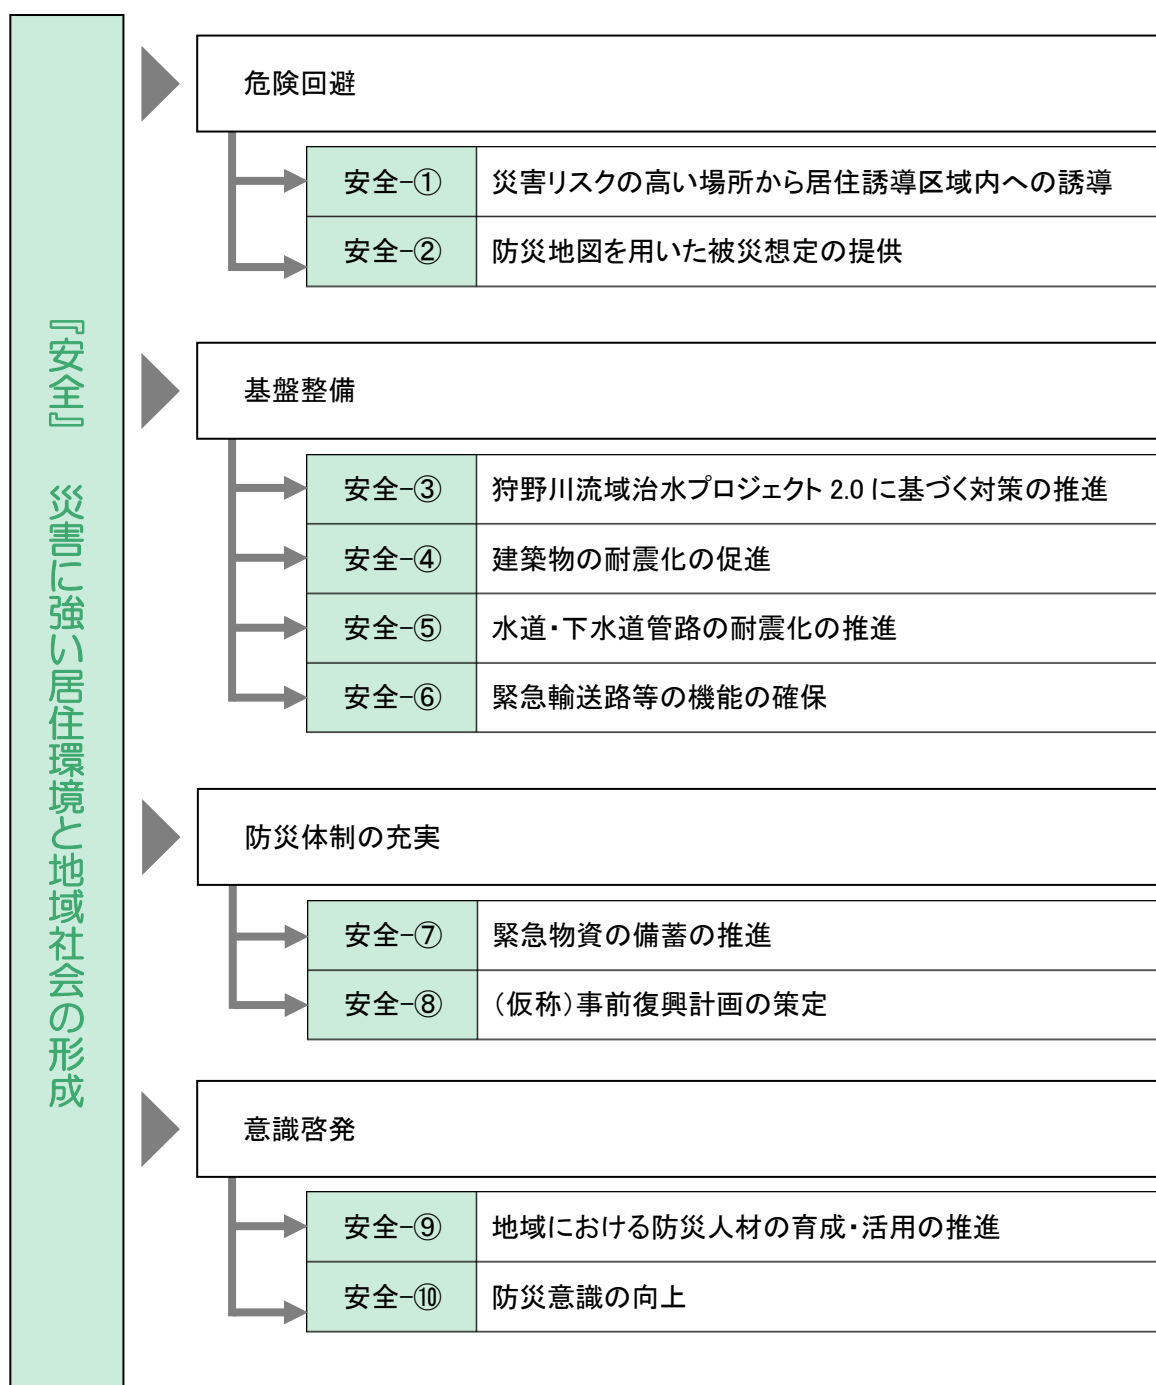 『安全』 災害に強い居住環境と地域社会の形成
危険回避
安全-① 災害リスクの高い場所から居住誘導区域内への誘導
安全-② 防災地図を用いた被災想定の提供
基盤整備
安全-③ 狩野川流域治水プロジェクト 2.0 に基づく対策の推進
安全-④ 建築物の耐震化の促進
安全-⑤ 水道・下水道管路の耐震化の推進
安全-⑥ 緊急輸送路等の機能の確保
防災体制の充実
安全-⑦ 緊急物資の備蓄の推進
安全-⑧ （仮称）事前復興計画の策定
意識啓発
安全-⑨ 地域における防災人材の育成・活用の推進
安全-⑩ 防災意識の向上